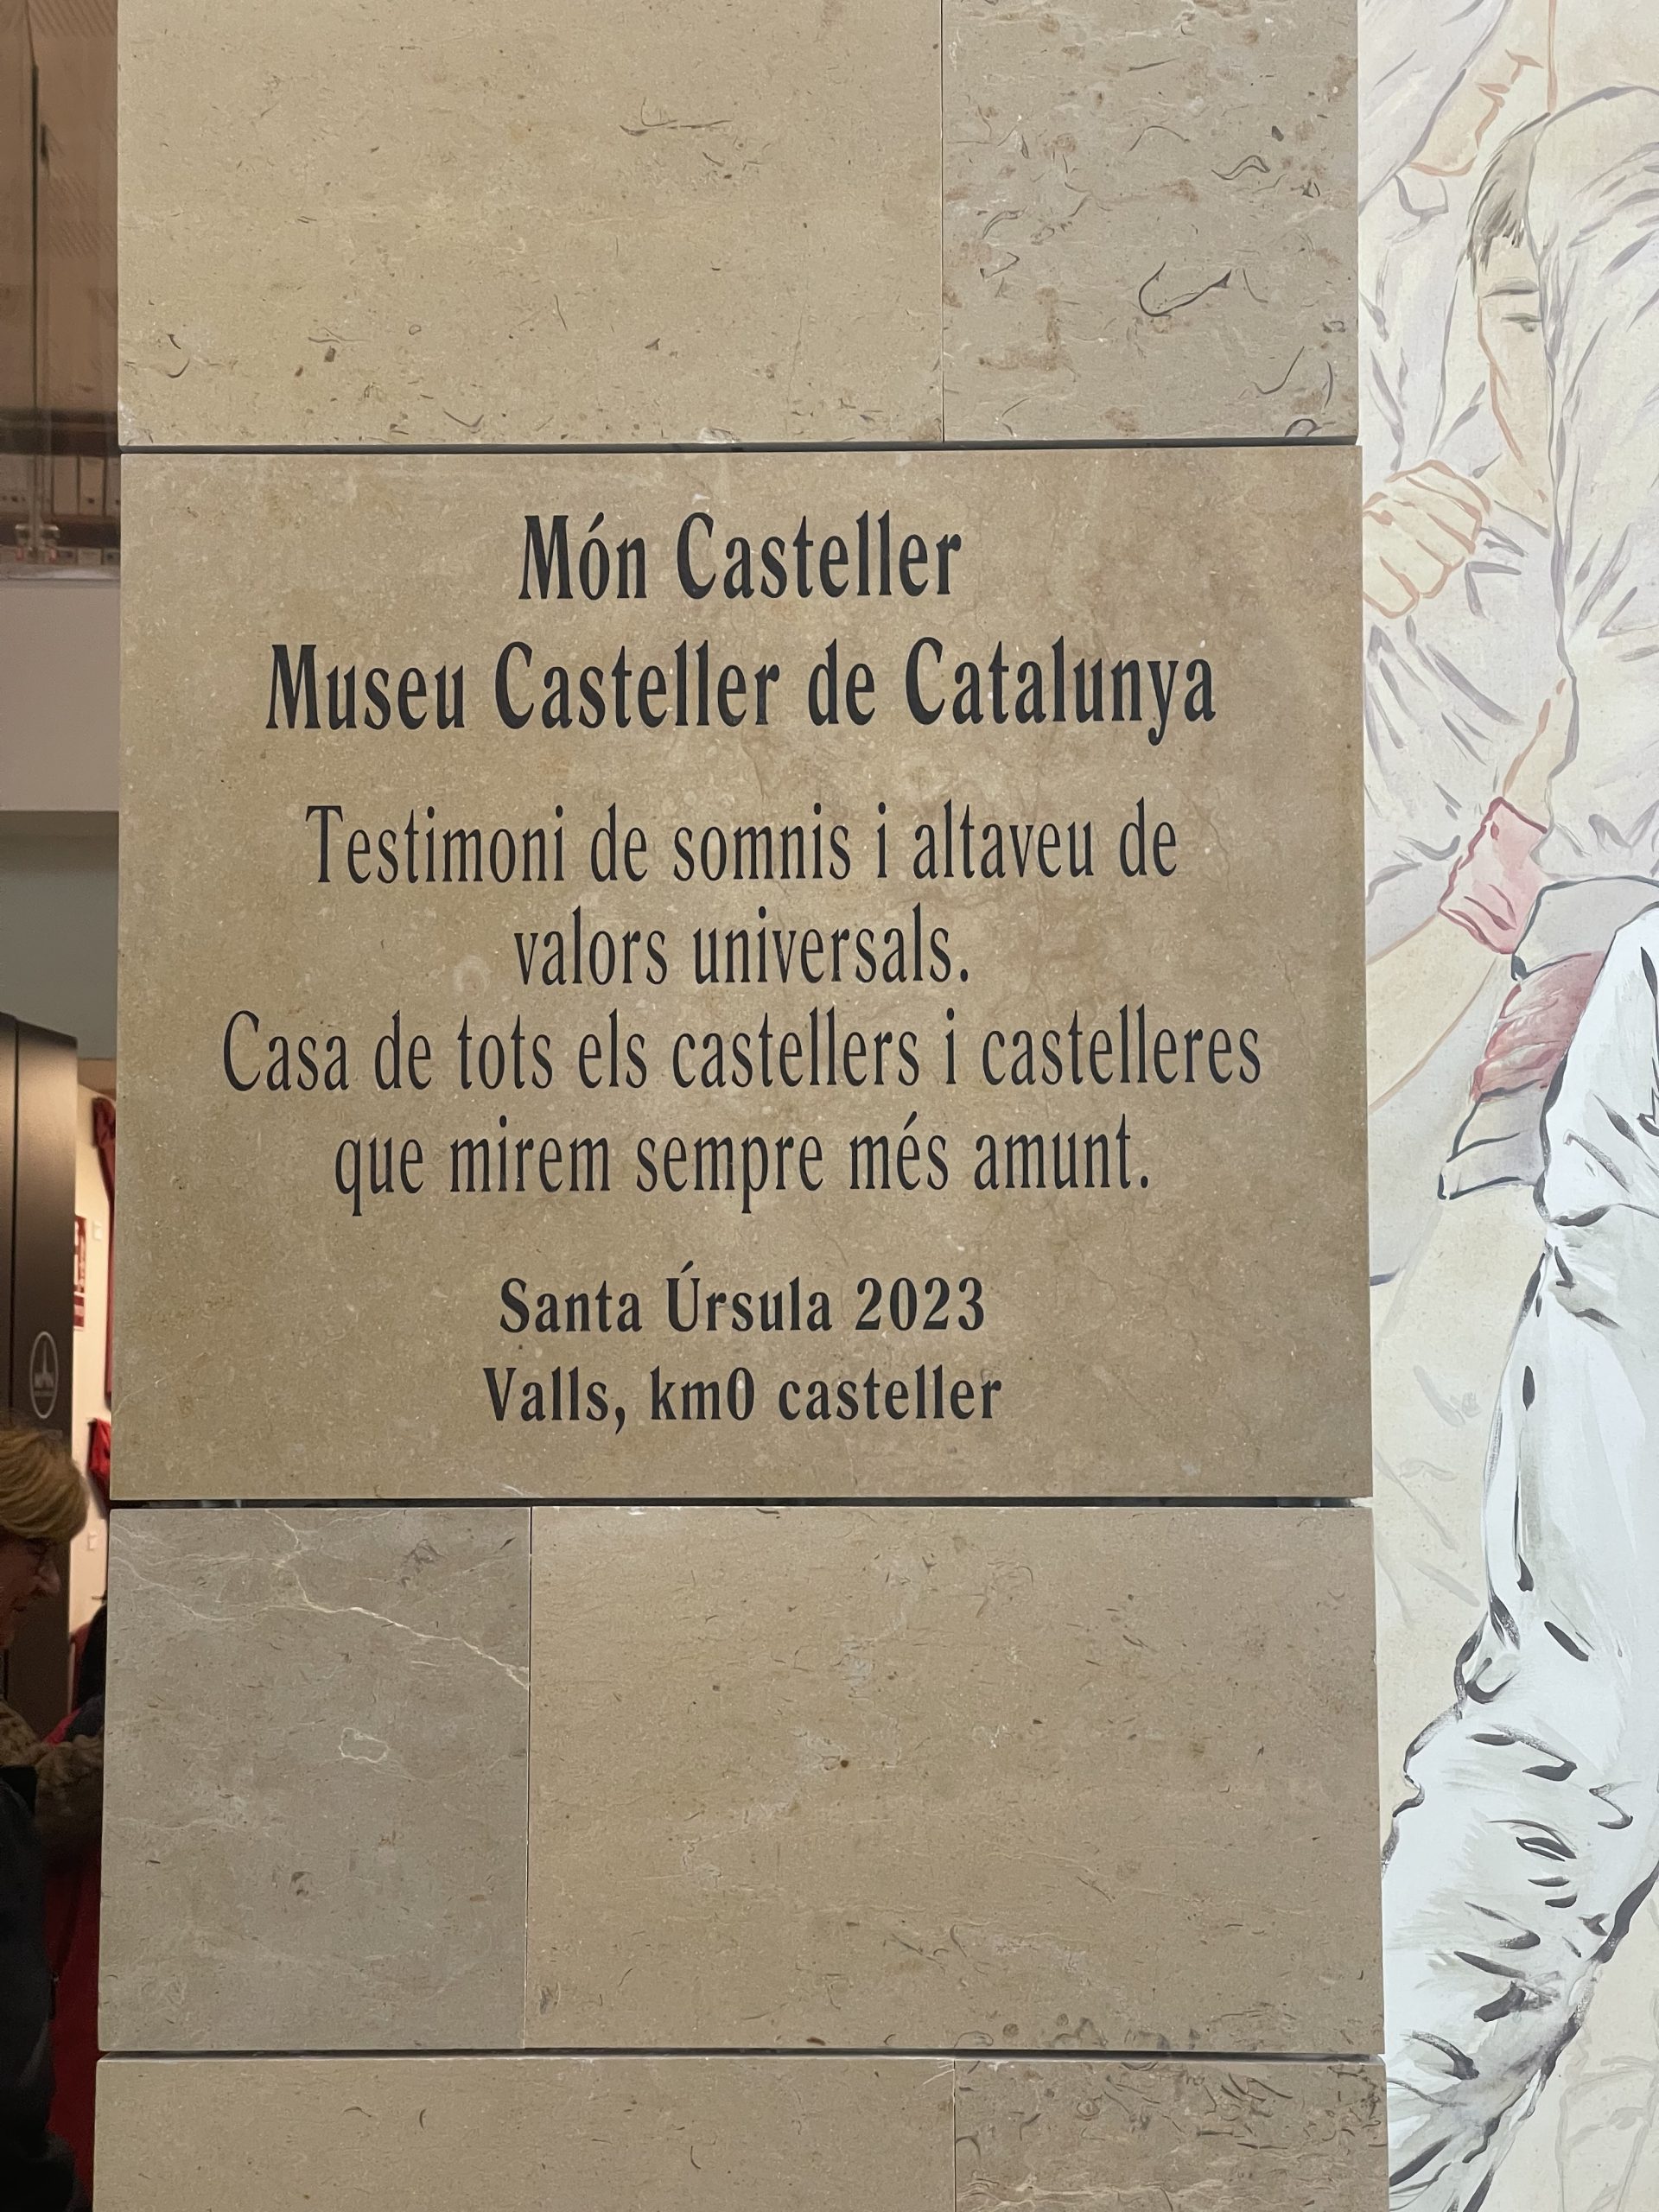 Món Casteller
Museu Casteller de Catalunya
Testimoni de somnis i altaveu de
valors universals.
Casa de tots els castellers i castelleres
que mirem sempre més amunt.
Santa Úrsula 2023
Valls, km0 casteller